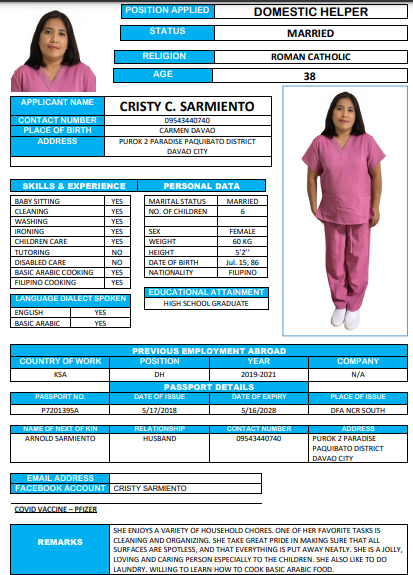 POSITION APPLIED DOMESTIC HELPER
STATUS MARRIED
RELIGION ROMAN CATHOLIC
AGE 38
APPLICANT NAME CRISTY C. SARMIENTO
CONTACT NUMBER 09543440740
PLACE OF BIRTH CARMEN DAVAO
ADDRESS PUROK 2 PARADISE PAQUIBATO DISTRICT
DAVAO CITY
SKILLS & EXPERIENCE
BABY SITTING YES
CLEANING YES
WASHING YES
IRONING YES
CHILDREN CARE YES
TUTORING NO
DISABLED CARE NO
BASIC ARABIC COOKING YES
FILIPINO COOKING YES
LANGUAGE DIALECT SPOKEN
ENGLISH YES
BASIC ARABIC YES
PERSONAL DATA
MARITAL STATUS MARRIED
NO. OF CHILDREN 6
SEX FEMALE
WEIGHT 60 KG
HEIGHT 5'2''
DATE OF BIRTH Jul. 15, 86
NATIONALITY FILIPINO
EDUCATIONAL ATTAINMENT
HIGH SCHOOL GRADUATE
PREVIOUS EMPLOYMENT ABROAD
COUNTRY OF WORK POSITION YEAR COMPANY
KSA DH 2019-2021 N/A
PASSPORT DETAILS
PASSPORT NO. DATE OF ISSUE DATE OF EXPIRY PLACE OF ISSUE
P7201395A 5/17/2018 5/16/2028 DFA NCR SOUTH
NAME OF NEXT OF KIN RELATIONSHIP CONTACT NUMBER ADDRESS
ARNOLD SARMIENTO HUSBAND 09543440740 PUROK 2 PARADISE
PAQUIBATO DISTRICT
DAVAO CITY
EMAIL ADDRESS
FACEBOOK ACCOUNT CRISTY SARMIENTO
COVID VACCINE – PFIZER
REMARKS
SHE ENJOYS A VARIETY OF HOUSEHOLD CHORES. ONE OF HER FAVORITE TASKS IS
CLEANING AND ORGANIZING. SHE TAKE GREAT PRIDE IN MAKING SURE THAT ALL
SURFACES ARE SPOTLESS, AND THAT EVERYTHING IS PUT AWAY NEATLY. SHE IS A JOLLY,
LOVING AND CARING PERSON ESPECIALLY TO THE CHILDREN. SHE ALSO LIKE TO DO
LAUNDRY. WILLING TO LEARN HOW TO COOK BASIC ARABIC FOOD.